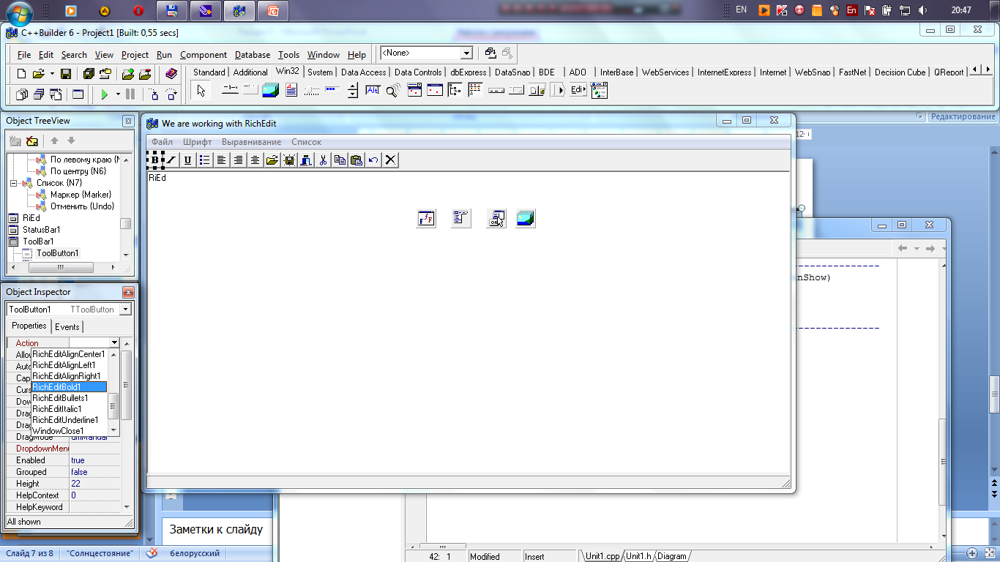 EN
En
20:47
C++Builder 6 - Project1 [Built: 0,55 secs]
File Edit Search View Project Run Component Database Tools Window Help
<None>
Standard Additional Win32 System Data Access Data Controls dbExpress DataSnap BDE ADO InterBase WebServices InternetExpress Internet WebSnap FastNet Decision Cube QReport
Object TreeView
По левому краю {N
По центру {N6}
Список {N7}
Маркер {Marker}
Отменить {Undo}
RiEd
StatusBar1
ToolBar1
ToolButton1
Object Inspector
ToolButton1 TToolButton
Properties Events
Action
Allo
Auto
Cap
Curs
Dow
Drag
Drag
RichEditAlignCenter1
RichEditAlignLeft1
RichEditAlignRight1
RichEditBold1
RichEditBullets1
RichEditItalic1
RichEditUnderline1
WindowClose1
DragMode dmManual
DropdownMenu
Enabled true
Grouped false
Height 22
HelpContext 0
HelpKeyword
All shown
We are working with RichEdit
Файл Шрифт Выравнивание Список
B I U
RiEd
Редактирование
12
nShow)
Заметки к слайду
Слайд 7 из 8 "Солнцестояние" белорусский
42: 1 Modified Insert Unit1.cpp Unit1.h Diagram